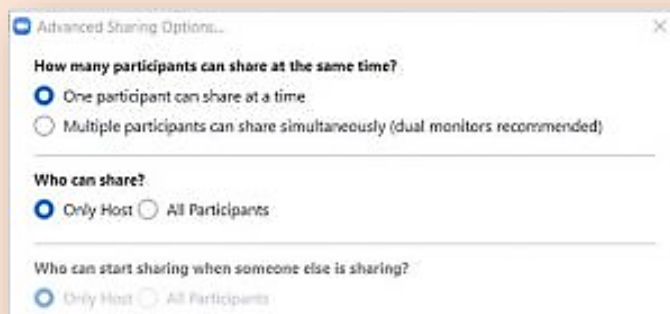 Advanced Sharing Options...
How many participants can share at the same time?
One participant can share at a time
Multiple participants can share simultaneously (dual monitors recommended)
Who can share?
Only Host All Participants
Who can start sharing when someone else is sharing?
Only Host All Participants